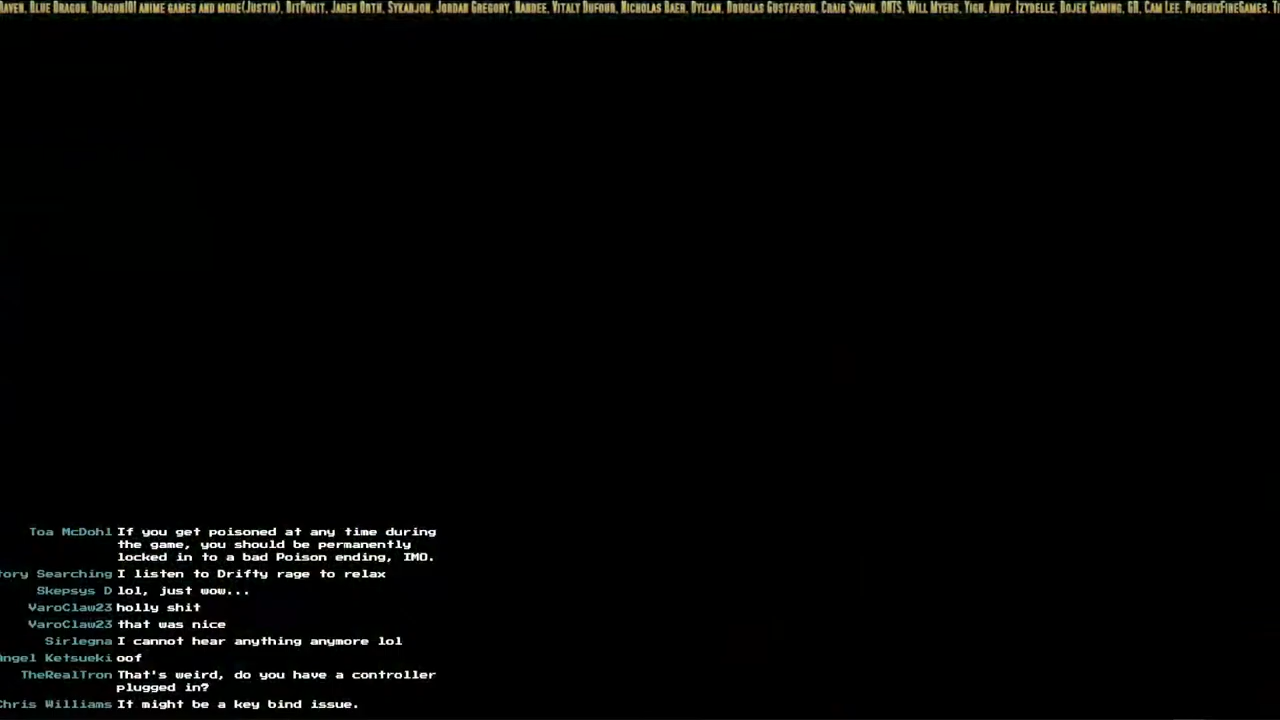 Raven, Blue Dragon, Dragon101 anime games and more(Justin), BitPokit, Jaden Orth, Sykadjon, Jordan Gregory, Vitaly Dufour, Nicholas Baer, Dyllan, Douglas Gustafson, Craig Swain, Will Myers, Yigu, Andy, Izybelle, Bojek Gaming, GB, Cam Lee, PhoenixFireGames,
Toa McDohl If you get poisoned at any time during
the game, you should be permanently
locked in to a bad Poison ending, IMO.
tory Searching I listen to Drifty rage to relax
Skepsys D lol, just wow...
VaroClaw23 holly shit
VaroClaw23 that was nice
Sirlegna I cannot hear anything anymore lol
Angel Ketsueki oof
TheRealTron That's weird, do you have a controller
plugged in?
Chris Williams It might be a key bind issue.